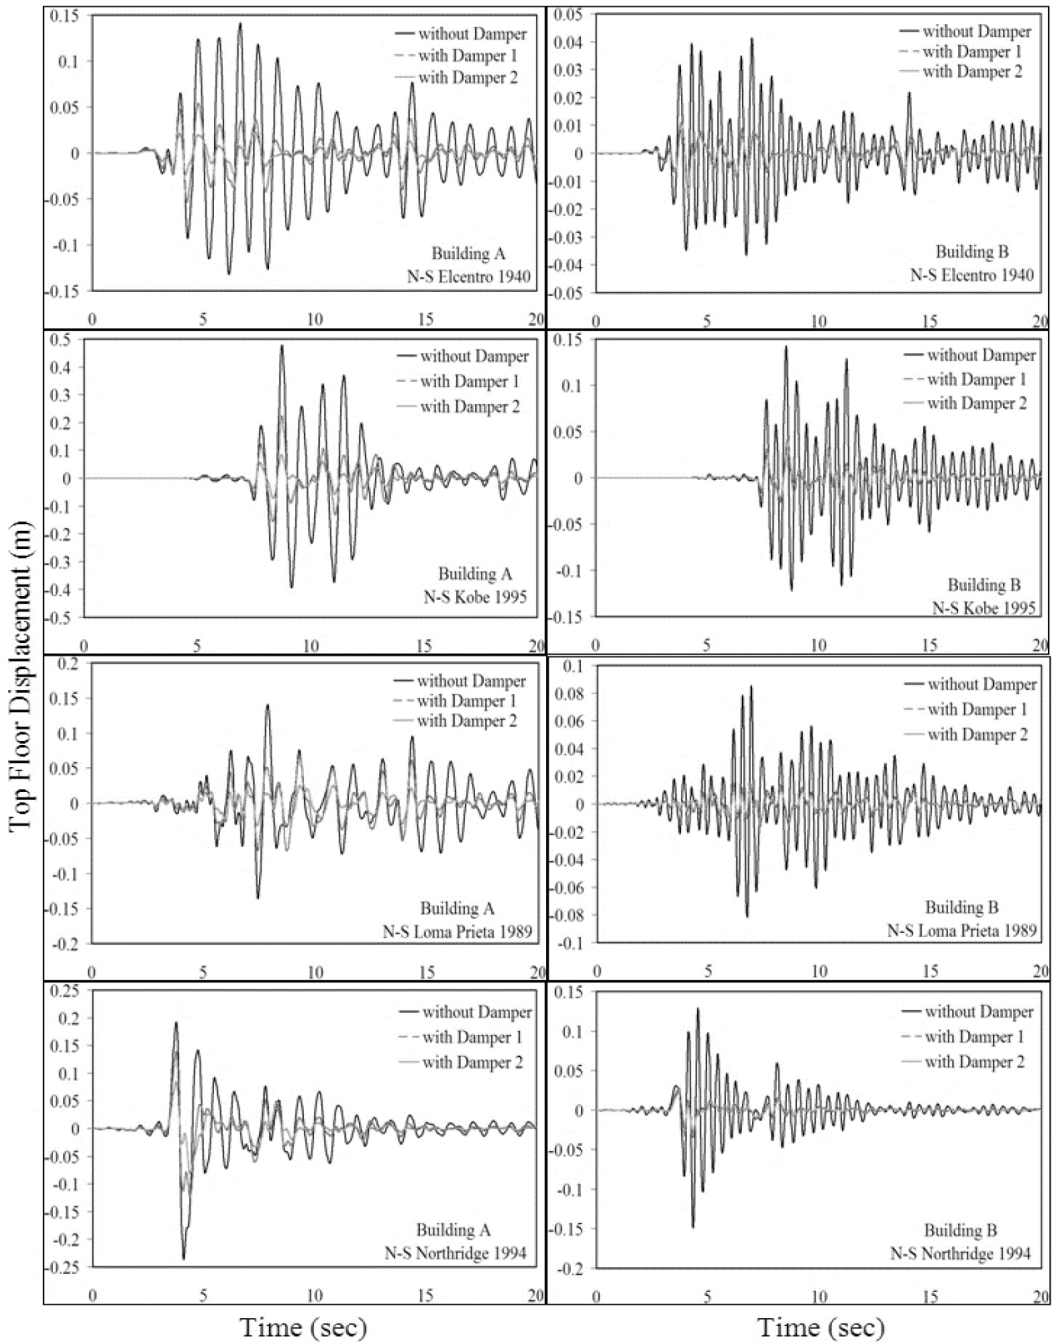 Top Floor Displacement (m)
0.15
0.1
0.05
0
-0.05
-0.1
-0.15
without Damper
with Damper 1
with Damper 2
Building A
N-S Elcentro 1940
0 5 10 15 20
0.05
0.04
0.03
0.02
0.01
0
-0.01
-0.02
-0.03
-0.04
-0.05
without Damper
with Damper 1
with Damper 2
Building B
N-S Elcentro 1940
0 5 10 15 20
0.5
0.4
0.3
0.2
0.1
0
-0.1
-0.2
-0.3
-0.4
-0.5
without Damper
with Damper 1
with Damper 2
Building A
N-S Kobe 1995
0 5 10 15 20
0.15
0.1
0.05
0
-0.05
-0.1
-0.15
without Damper
with Damper 1
with Damper 2
Building B
N-S Kobe 1995
0 5 10 15 20
0.2
0.15
0.1
0.05
0
-0.05
-0.1
-0.15
-0.2
without Damper
with Damper 1
with Damper 2
Building A
N-S Loma Prieta 1989
0 5 10 15 20
0.1
0.08
0.06
0.04
0.02
0
-0.02
-0.04
-0.06
-0.08
-0.1
without Damper
with Damper 1
with Damper 2
Building B
N-S Loma Prieta 1989
0 5 10 15 20
0.25
0.2
0.15
0.1
0.05
0
-0.05
-0.1
-0.15
-0.2
-0.25
without Damper
with Damper 1
with Damper 2
Building A
N-S Northridge 1994
0 5 10 15 20
Time (sec)
0.15
0.1
0.05
0
-0.05
-0.1
-0.15
-0.2
without Damper
with Damper 1
with Damper 2
Building B
N-S Northridge 1994
0 5 10 15 20
Time (sec)